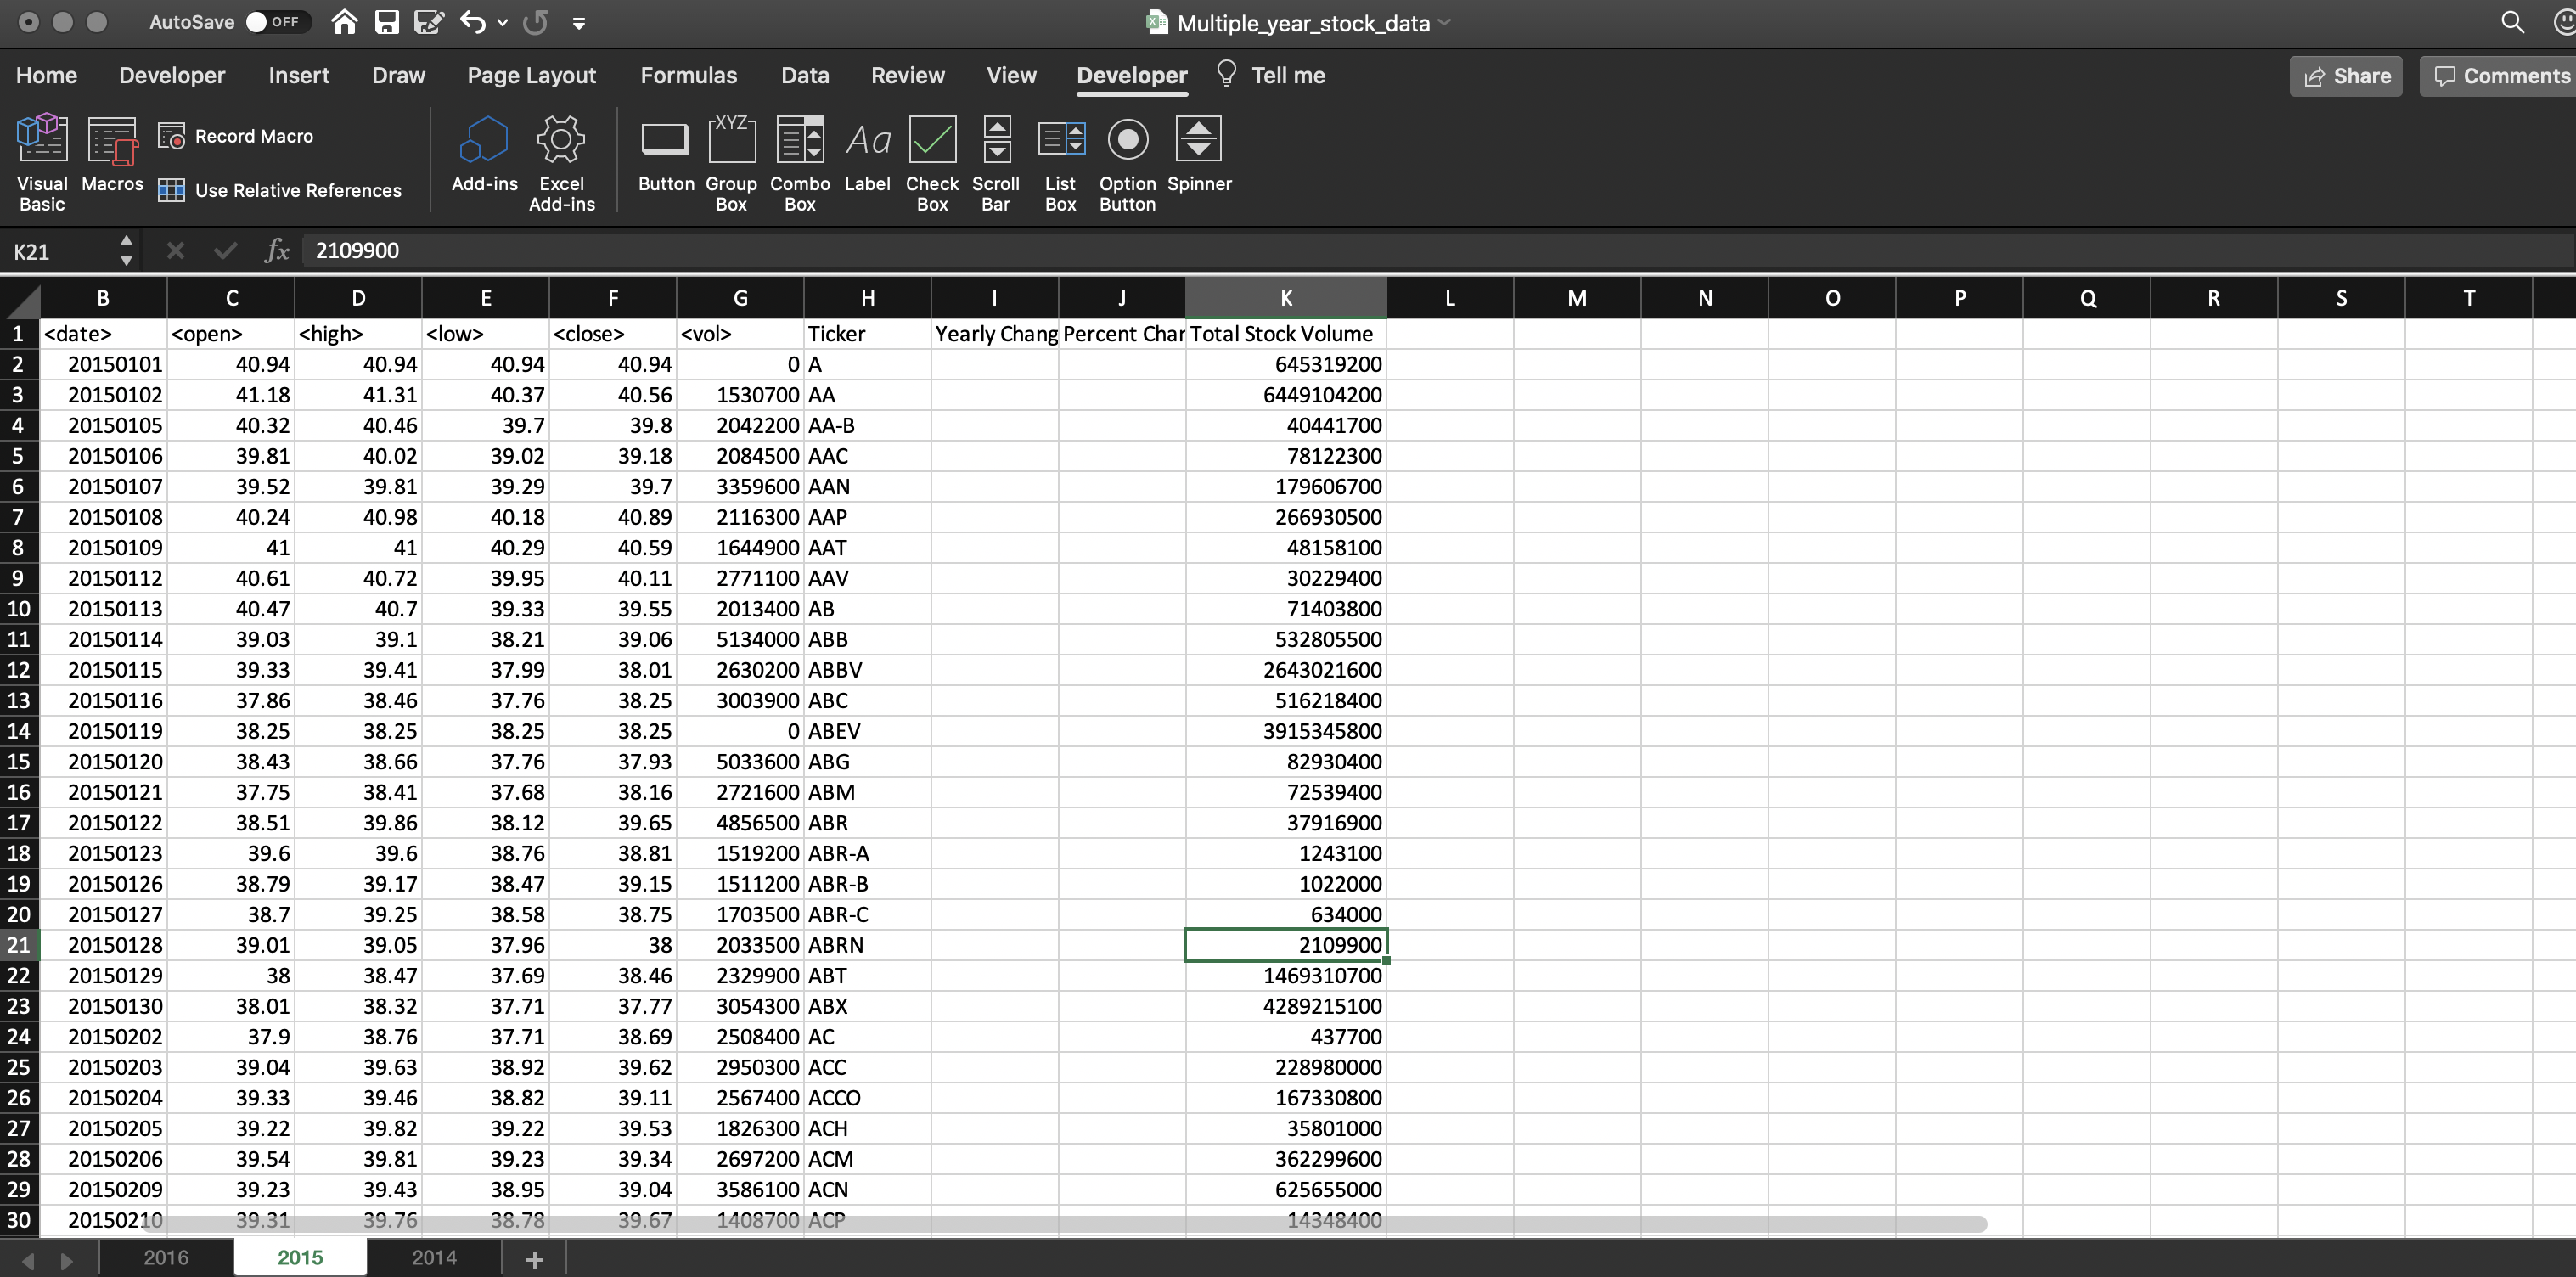 AutoSave OFF Multiple_year_stock_data
Home Developer Insert Draw Page Layout Formulas Data Review View Developer Tell me Share Comments
Visual Basic Macros Record Macro Use Relative References Add-ins Excel Add-ins XYZ Button Group Box Combo Box Aa Label Check Box Scroll Bar List Box Option Button Spinner
K21 fx 2109900
B C D E F G H I J K L M N O P Q R S T
1 <date> <open> <high> <low> <close> <vol> Ticker Yearly Chang Percent Char Total Stock Volume
2 20150101 40.94 40.94 40.94 40.94 0 A 645319200
3 20150102 41.18 41.31 40.37 40.56 1530700 AA 6449104200
4 20150105 40.32 40.46 39.7 39.8 2042200 AA-B 40441700
5 20150106 39.81 40.02 39.02 39.18 2084500 AAC 78122300
6 20150107 39.52 39.81 39.29 39.7 3359600 AAN 179606700
7 20150108 40.24 40.98 40.18 40.89 2116300 AAP 266930500
8 20150109 41 41 40.29 40.59 1644900 AAT 48158100
9 20150112 40.61 40.72 39.95 40.11 2771100 AAV 30229400
10 20150113 40.47 40.7 39.33 39.55 2013400 AB 71403800
11 20150114 39.03 39.1 38.21 39.06 5134000 ABB 532805500
12 20150115 39.33 39.41 37.99 38.01 2630200 ABBV 2643021600
13 20150116 37.86 38.46 37.76 38.25 3003900 ABC 516218400
14 20150119 38.25 38.25 38.25 38.25 0 ABEV 3915345800
15 20150120 38.43 38.66 37.76 37.93 5033600 ABG 82930400
16 20150121 37.75 38.41 37.68 38.16 2721600 ABM 72539400
17 20150122 38.51 39.86 38.12 39.65 4856500 ABR 37916900
18 20150123 39.6 39.6 38.76 38.81 1519200 ABR-A 1243100
19 20150126 38.79 39.17 38.47 39.15 1511200 ABR-B 1022000
20 20150127 38.7 39.25 38.58 38.75 1703500 ABR-C 634000
21 20150128 39.01 39.05 37.96 38 2033500 ABRN 2109900
22 20150129 38 38.47 37.69 38.46 2329900 ABT 1469310700
23 20150130 38.01 38.32 37.71 37.77 3054300 ABX 4289215100
24 20150202 37.9 38.76 37.71 38.69 2508400 AC 437700
25 20150203 39.04 39.63 38.92 39.62 2950300 ACC 228980000
26 20150204 39.33 39.46 38.82 39.11 2567400 ACCO 167330800
27 20150205 39.22 39.82 39.22 39.53 1826300 ACH 35801000
28 20150206 39.54 39.81 39.23 39.34 2697200 ACM 362299600
29 20150209 39.23 39.43 38.95 39.04 3586100 ACN 625655000
30 20150210 39.31 39.76 38.78 39.67 1408700 ACP 14348400
2016 2015 2014